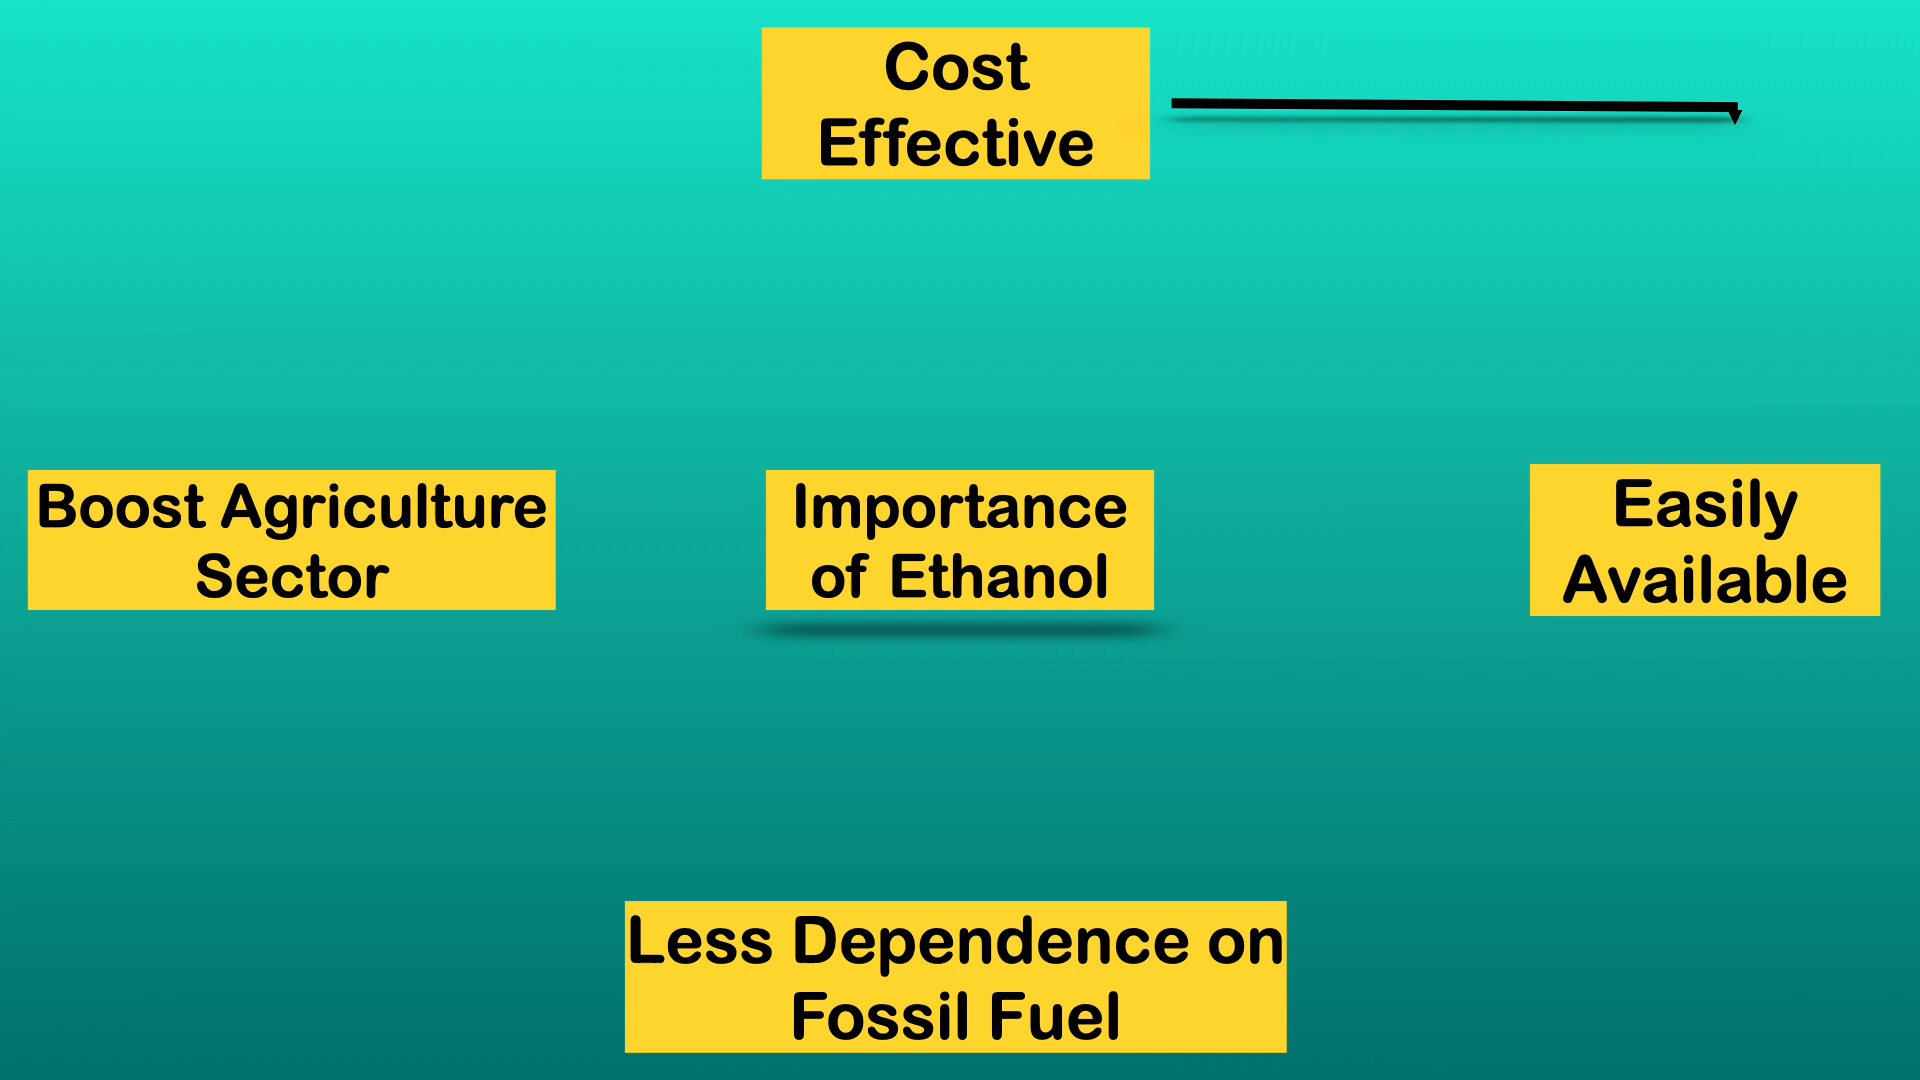 Cost
Effective
Boost Agriculture
Sector
Importance
of Ethanol
Easily
Available
Less Dependence on
Fossil Fuel